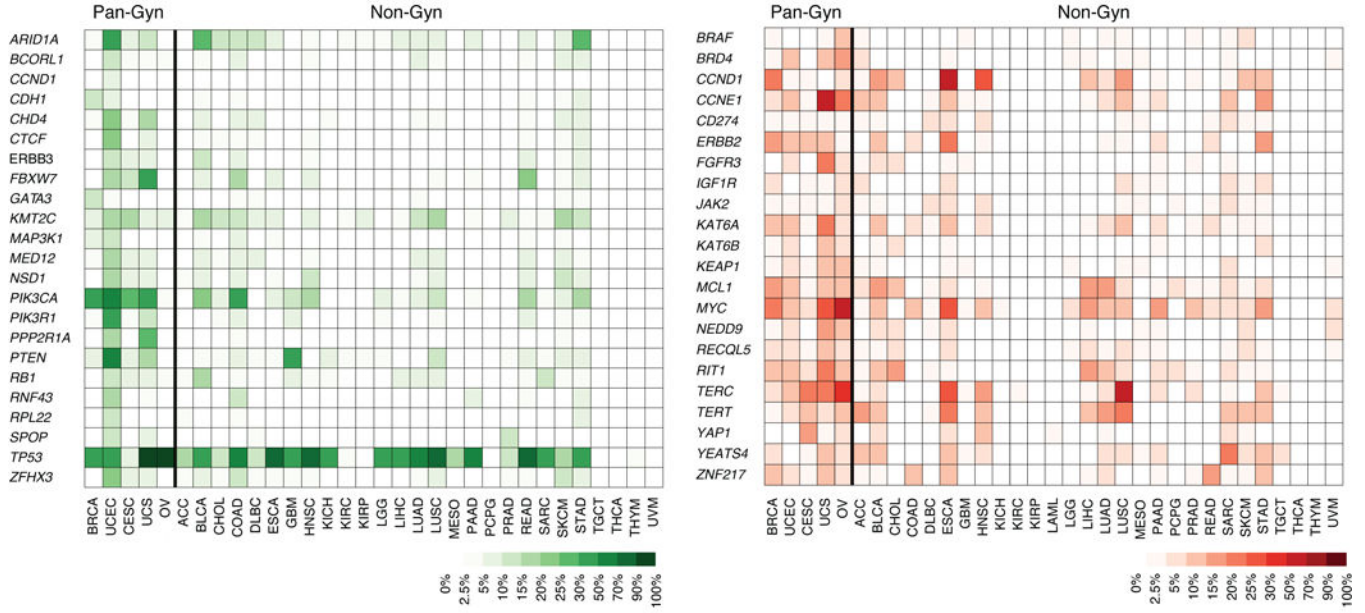 Pan-Gyn
Non-Gyn
ARID1A
BCORL1
CCND1
CDH1
CHD4
CTCF
ERBB3
FBXW7
GATA3
KMT2C
MAP3K1
MED12
NSD1
PIK3CA
PIK3R1
PPP2R1A
PTEN
RB1
RNF43
RPL22
SPOP
TP53
ZFHX3
BRCA UCEC CESC UCS OV ACC BLCA CHOL COAD DLBC ESCA GBM HNSC KICH KIRC KIRP LGG LIHC LUAD LUSC MESO PAAD PCPG PRAD READ SARC SKCM STAD TGCT THCA THYM UVM
0% 2.5% 5% 10% 15% 20% 25% 30% 50% 70% 90% 100%
Pan-Gyn
Non-Gyn
BRAF
BRD4
CCND1
CCNE1
CD274
ERBB2
FGFR3
IGF1R
JAK2
KAT6A
KAT6B
KEAP1
MCL1
MYC
NEDD9
RECQL5
RIT1
TERC
TERT
YAP1
YEATS4
ZNF217
BRCA UCEC CESC UCS OV ACC BLCA CHOL COAD DLBC ESCA GBM HNSC KICH KIRC KIRP LAML LGG LIHC LUAD LUSC MESO PAAD PCPG PRAD READ SARC SKCM STAD TGCT THCA THYM UVM
0% 2.5% 5% 10% 15% 20% 25% 30% 50% 70% 90% 100%